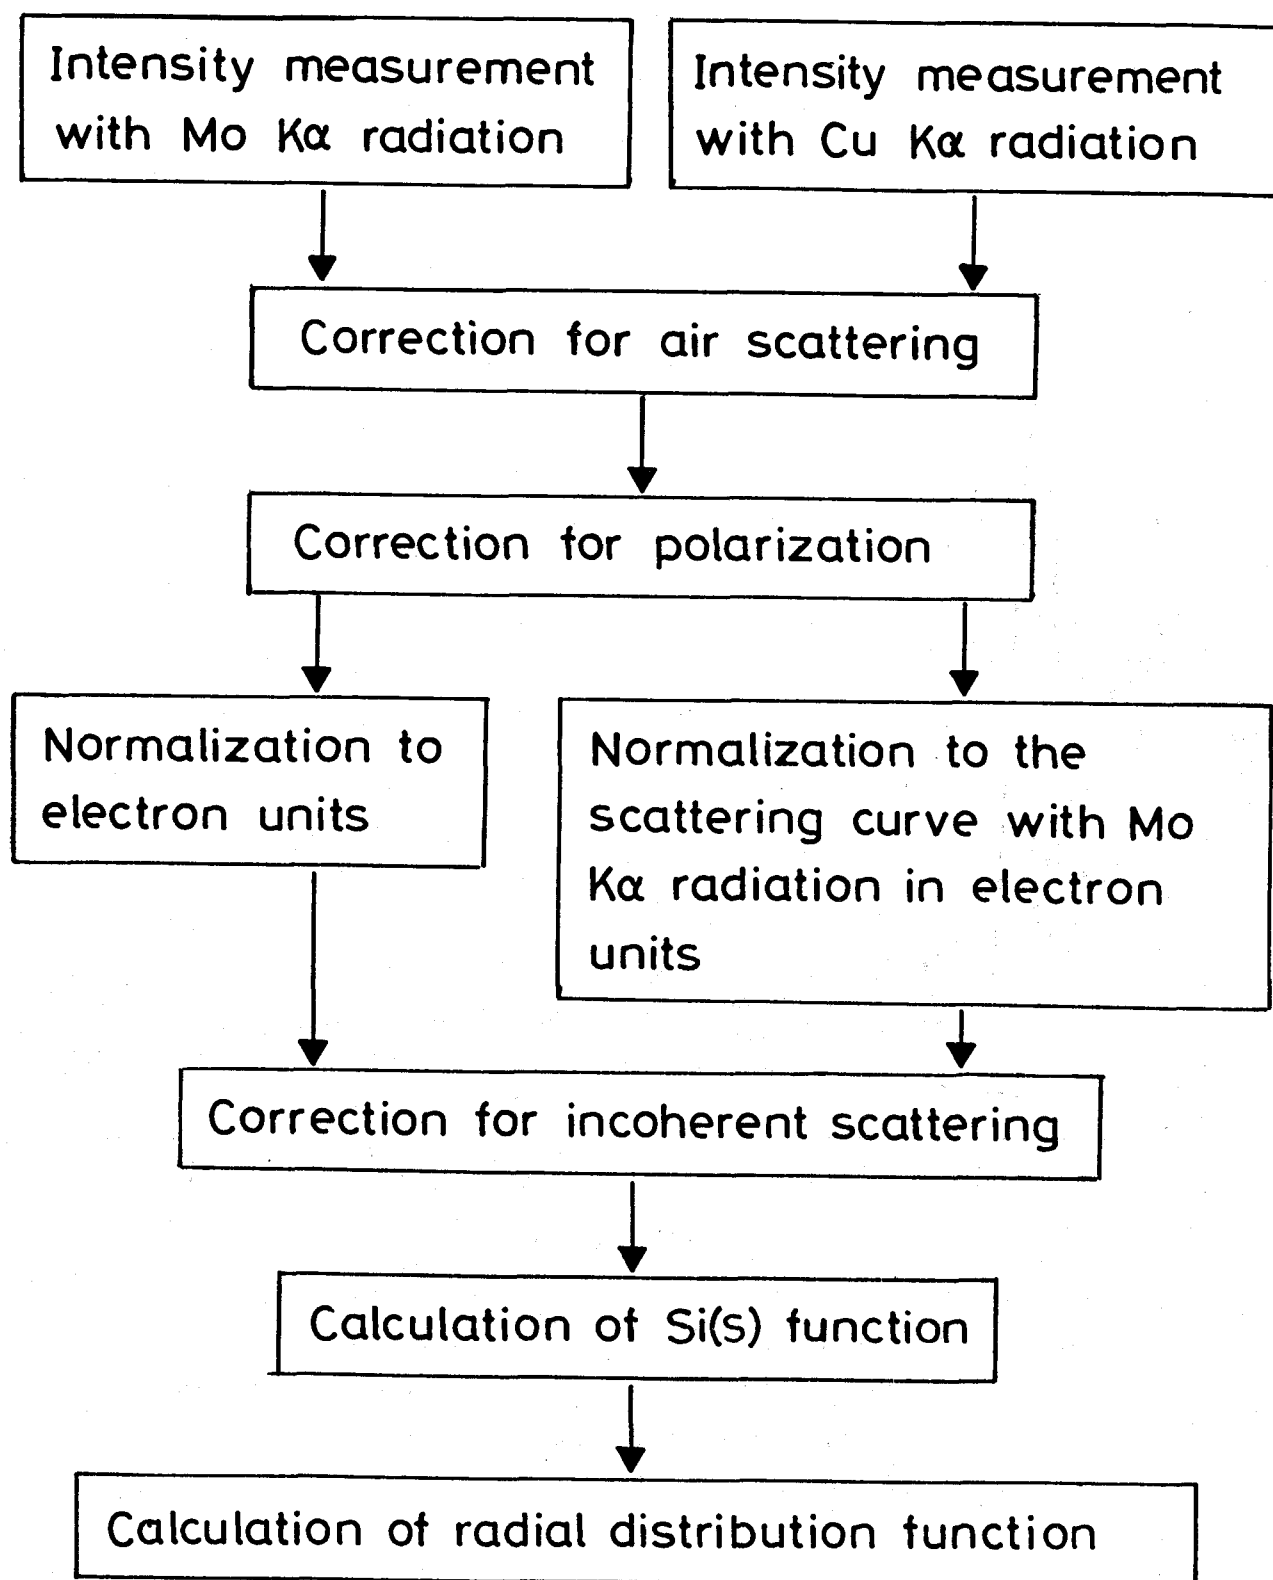 Intensity measurement
with Mo Kα radiation
Intensity measurement
with Cu Kα radiation
Correction for air scattering
Correction for polarization
Normalization to
electron units
Normalization to the
scattering curve with Mo
Kα radiation in electron
units
Correction for incoherent scattering
Calculation of Si(s) function
Calculation of radial distribution function